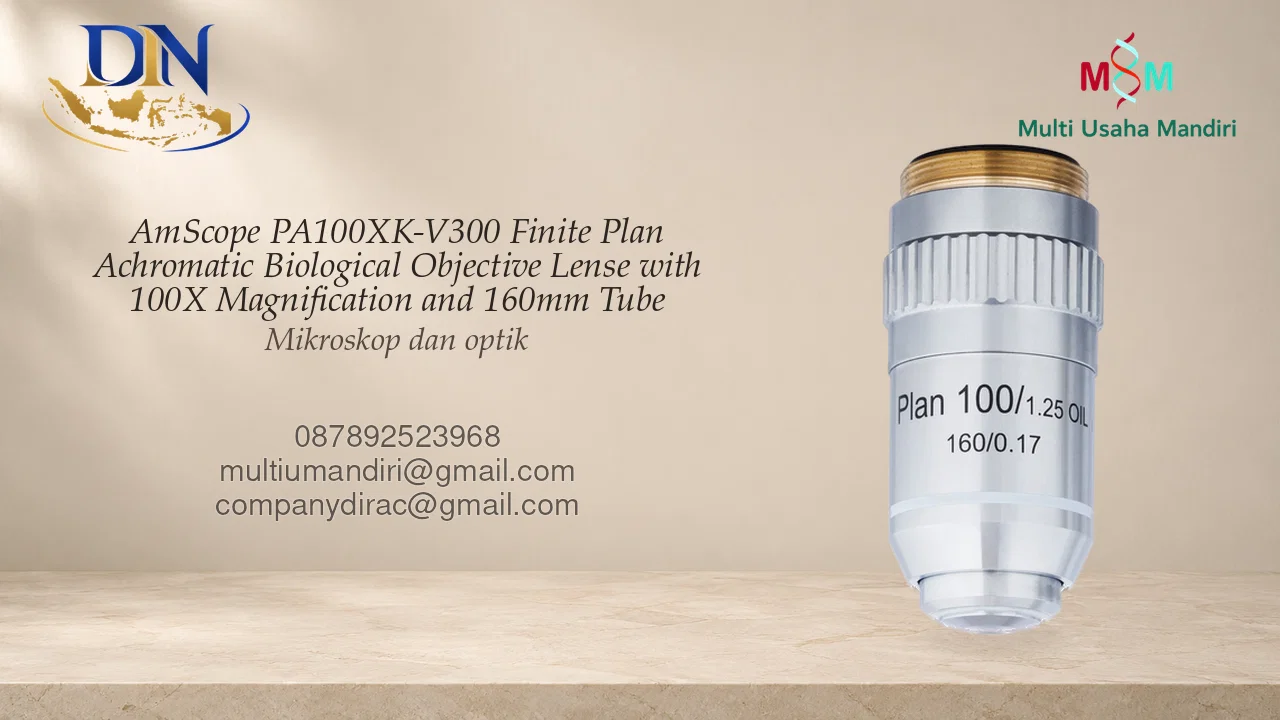 DN
M M
Multi Usaha Mandiri
AmScope PA100XK-V300 Finite Plan
Achromatic Biological Objective Lense with
100X Magnification and 160mm Tube
Mikroskop dan optik
087892523968
multiumandiri@gmail.com
companydirac@gmail.com
Plan 100/1.25 OIL
160/0.17